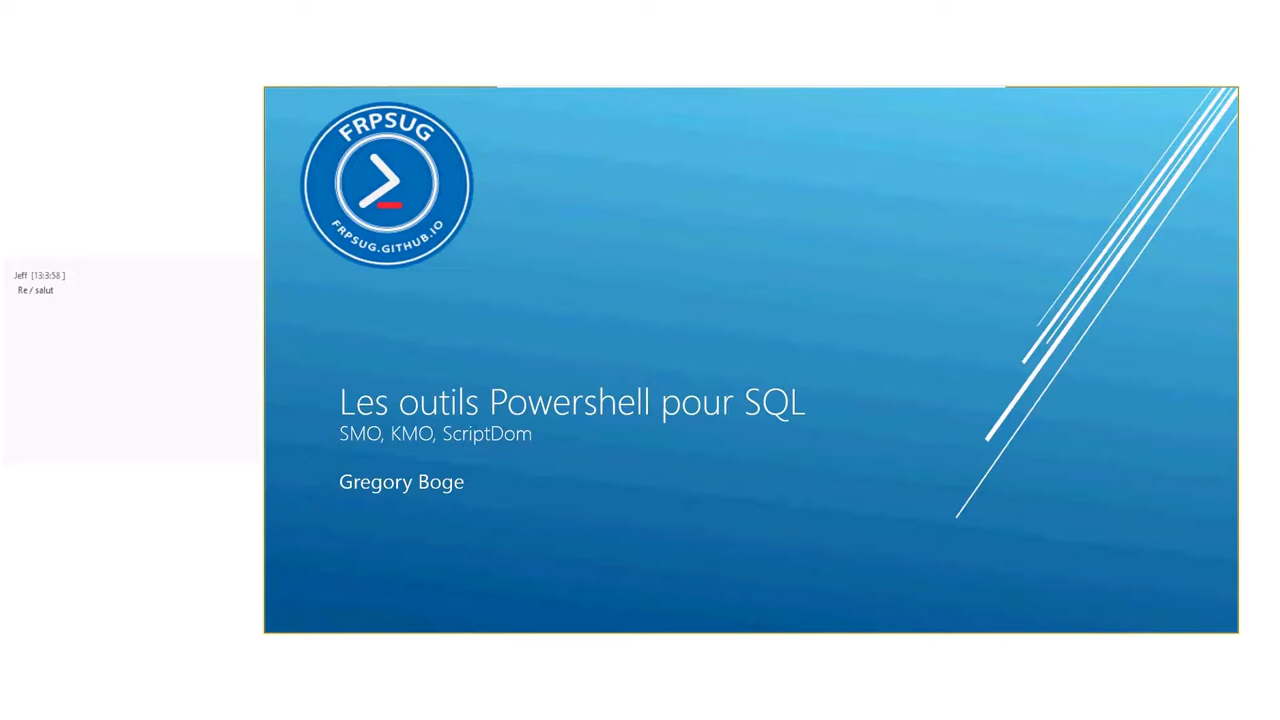 FRPSUG
FRPSUG.GITHUB.IO
Jeff [13:3:58 ]
Re / salut
Les outils Powershell pour SQL
SMO, KMO, ScriptDom
Gregory Boge